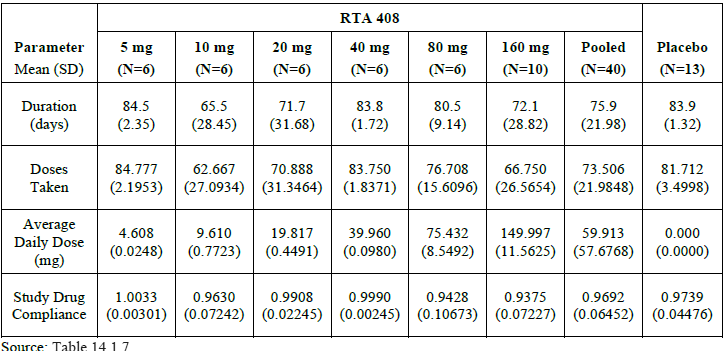 RTA 408
Parameter 5 mg 10 mg 20 mg 40 mg 80 mg 160 mg Pooled Placebo
Mean (SD) (N=6) (N=6) (N=6) (N=6) (N=6) (N=10) (N=40) (N=13)
Duration 84.5 65.5 71.7 83.8 80.5 72.1 75.9 83.9
(days) (2.35) (28.45) (31.68) (1.72) (9.14) (28.82) (21.98) (1.32)
Doses 84.777 62.667 70.888 83.750 76.708 66.750 73.506 81.712
Taken (2.1953) (27.0934) (31.3464) (1.8371) (15.6096) (26.5654) (21.9848) (3.4998)
Average
Daily Dose 4.608 9.610 19.817 39.960 75.432 149.997 59.913 0.000
(mg) (0.0248) (0.7723) (0.4491) (0.0980) (8.5492) (11.5625) (57.6768) (0.0000)
Study Drug 1.0033 0.9630 0.9908 0.9990 0.9428 0.9375 0.9692 0.9739
Compliance (0.00301) (0.07242) (0.02245) (0.00245) (0.10673) (0.07227) (0.06452) (0.04476)
Source: Table 14.1.7